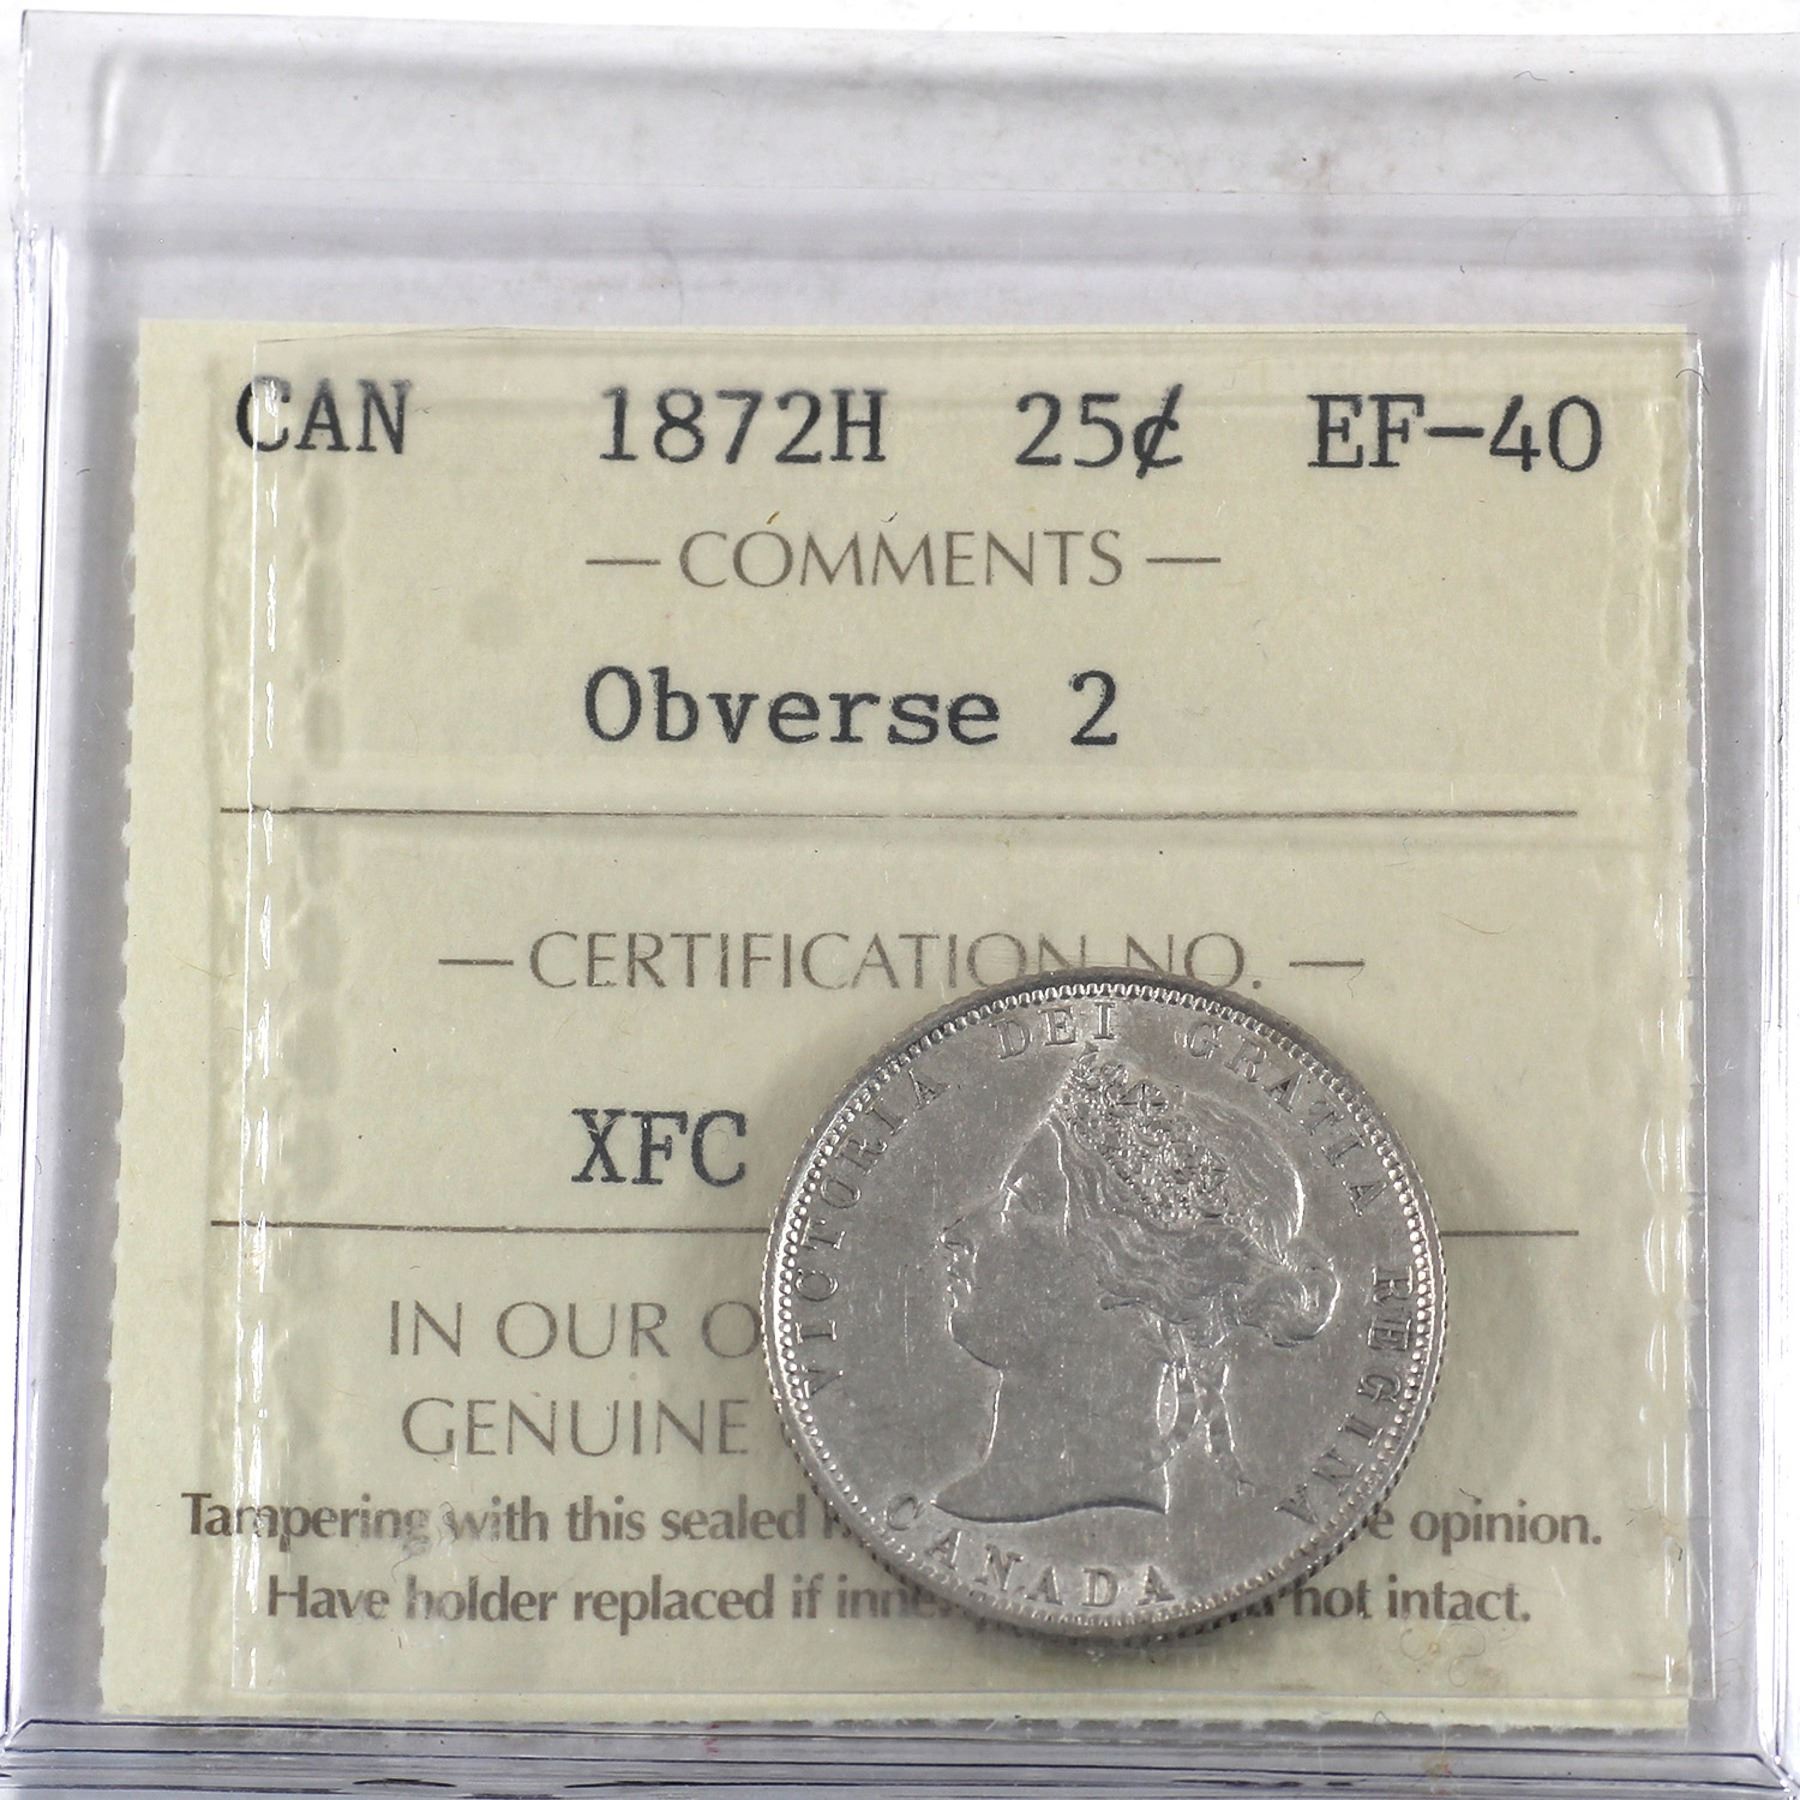 CAN 1872H 25¢ EF-40
— COMMENTS —
Obverse 2
— CERTIFICATION NO. —
XFC
IN OUR
GENUINE
Tampering with this sealed opinion.
Have holder replaced if not intact.
VICTORIA DEI GRATIA REGINA
CANADA